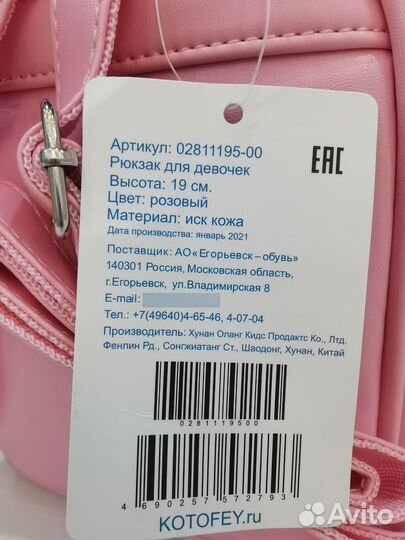 Артикул: 02811195-00
Рюкзак для девочек
Высота: 19 см.
Цвет: розовый
Материал: иск кожа
Дата производства: январь 2021
EAC
Поставщик: АО «Егорьевск – обувь»
140301 Россия, Московская область,
г.Егорьевск, ул.Владимирская 8
E-mail:
Тел.: +7(49640)4-65-46, 4-07-04
Производитель: Хунан Оланг Кидс Продактс Ко., Лтд.
Фенлин Рд., Сонгжиатанг Ст., Шаодонг, Хунан, Китай
02811119500
4 690257 572793
KOTOFEY.ru
Avito